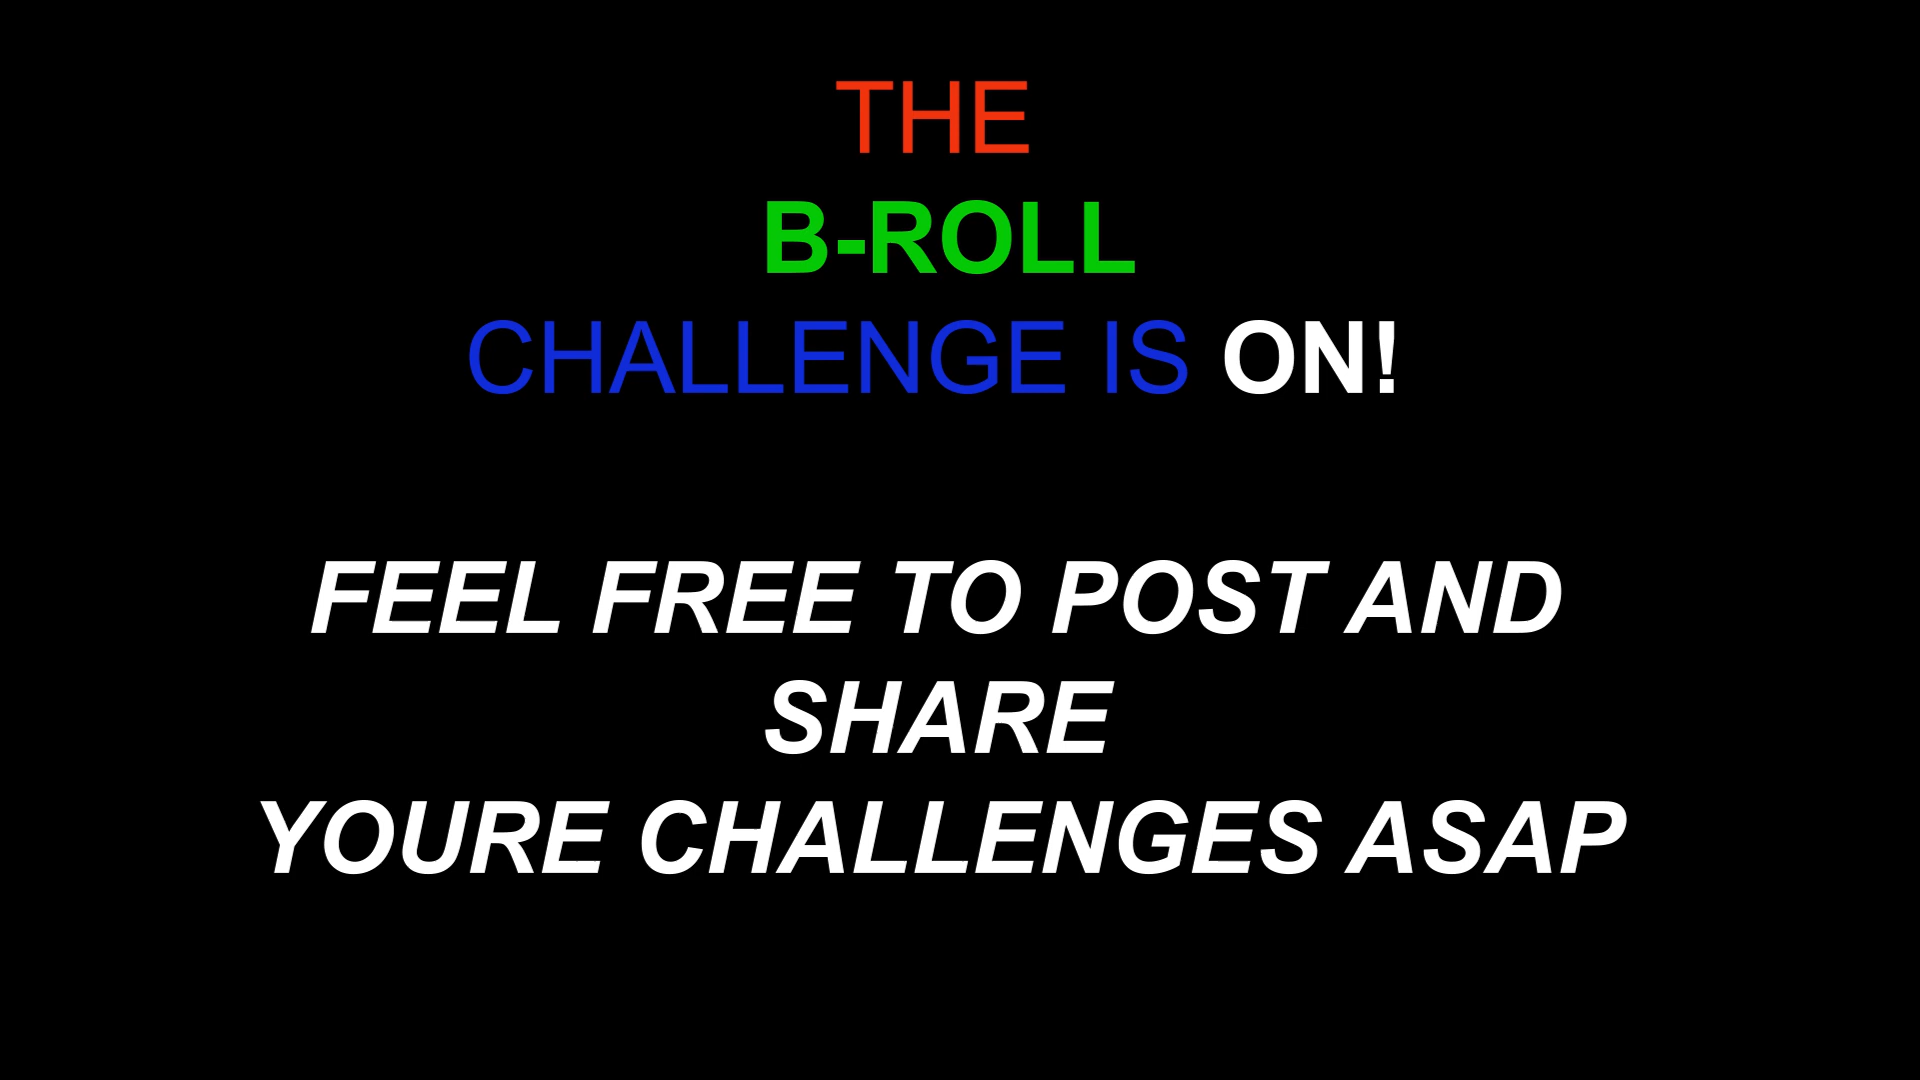 THE
B-ROLL
CHALLENGE IS ON!
FEEL FREE TO POST AND
SHARE
YOURE CHALLENGES ASAP